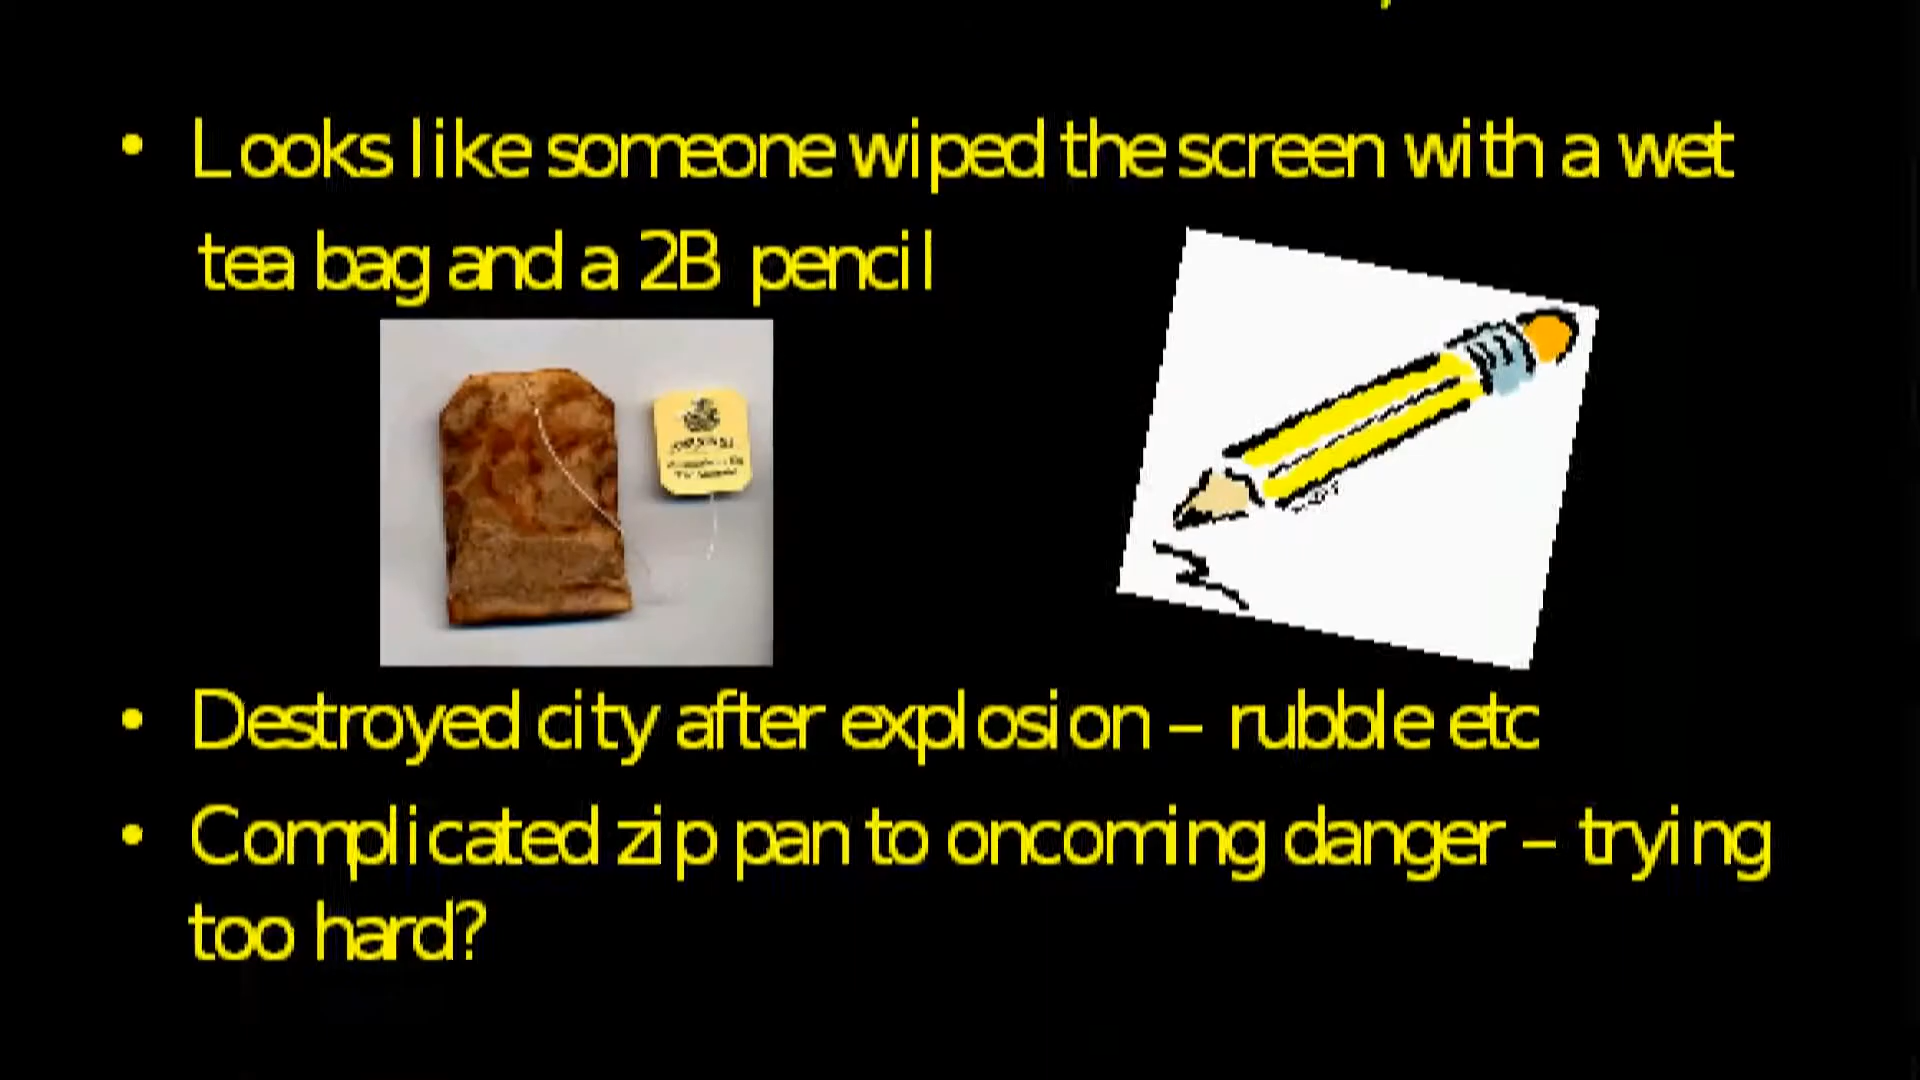 • Looks like someone wiped the screen with a wet
tea bag and a 2B pencil
• Destroyed city after explosion – rubble etc
• Complicated zip pan to oncoming danger – trying
too hard?